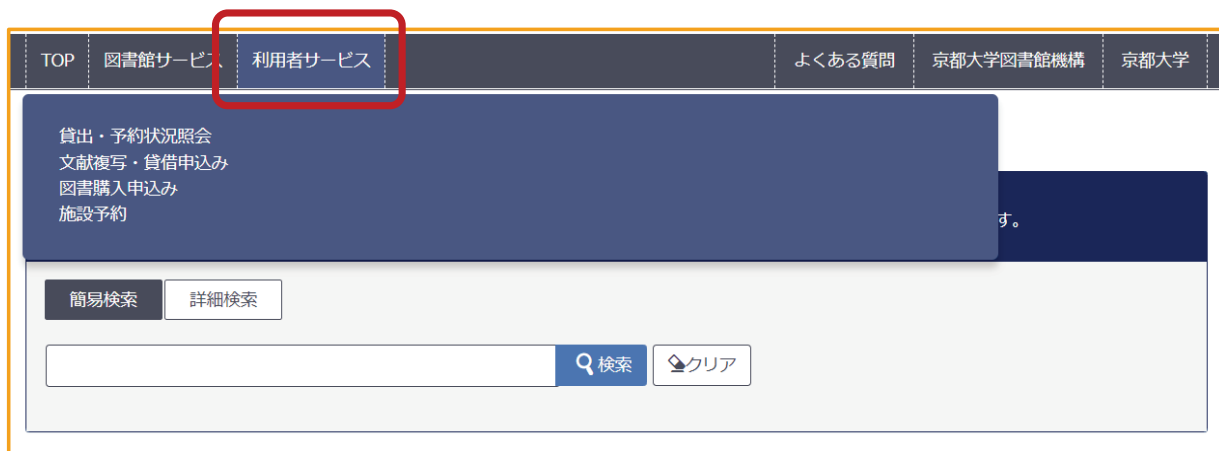 TOP 図書館サービス 利用者サービス よくある質問 京都大学図書館機構 京都大学
貸出・予約状況照会
文献複写・貸借申込み
図書購入申込み
施設予約
す。
簡易検索 詳細検索
検索 クリア